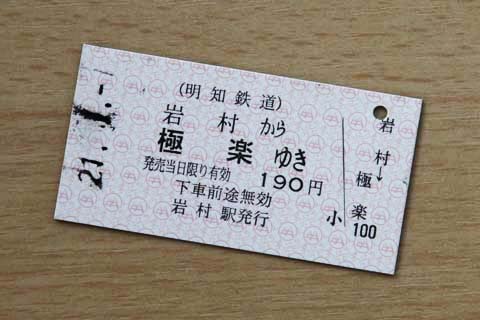 (明知鉄道)
岩村から
極楽ゆき
発売当日限り有効 190円
下車前途無効
岩村駅発行
岩村→極楽
小 100
21.-1.-1